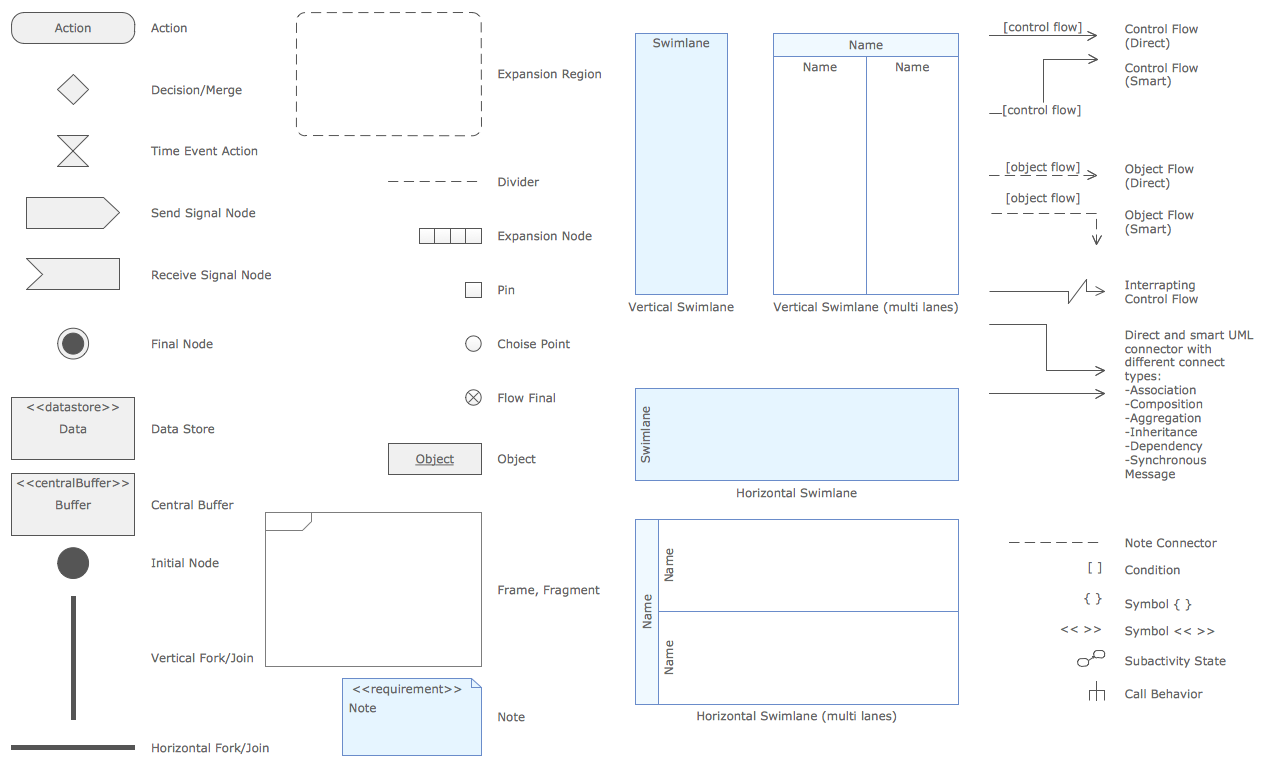 Action
Action
Decision/Merge
Time Event Action
Send Signal Node
Receive Signal Node
Final Node
<<datastore>>
Data
Data Store
<<centralBuffer>>
Buffer
Central Buffer
Initial Node
Vertical Fork/Join
Horizontal Fork/Join
Expansion Region
Divider
Expansion Node
Pin
Choise Point
Flow Final
Object
Object
Frame, Fragment
<<requirement>>
Note
Note
Swimlane
Vertical Swimlane
Name
Name
Name
Vertical Swimlane (multi lanes)
Swimlane
Horizontal Swimlane
Name
Name
Name
Horizontal Swimlane (multi lanes)
[control flow]
Control Flow
(Direct)
Control Flow
(Smart)
[control flow]
[object flow]
Object Flow
(Direct)
[object flow]
Object Flow
(Smart)
Interrapting
Control Flow
Direct and smart UML
connector with
different connect
types:
-Association
-Composition
-Aggregation
-Inheritance
-Dependency
-Synchronous
Message
Note Connector
[ ]
Condition
{ }
Symbol { }
<< >>
Symbol << >>
Subactivity State
Call Behavior